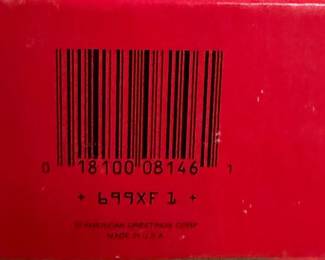 0 18100 08146 1
+ 699XF 1 +
© AMERICAN GREETINGS CORP
MADE IN U.S.A.